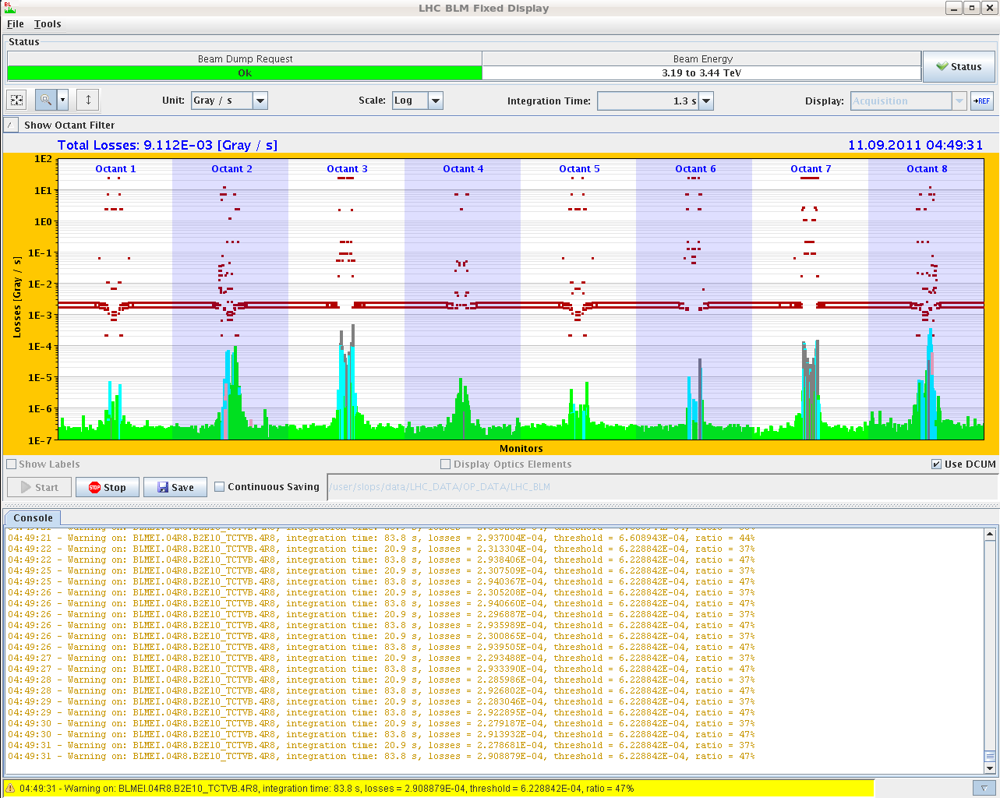 LHC BLM Fixed Display
File Tools
Status
Beam Dump Request Beam Energy
Ok 3.19 to 3.44 TeV
Status
Unit: Gray / s Scale: Log Integration Time: 1.3 s Display: Acquisition REF
Show Octant Filter
Total Losses: 9.112E-03 [Gray / s] 11.09.2011 04:49:31
Octant 1 Octant 2 Octant 3 Octant 4 Octant 5 Octant 6 Octant 7 Octant 8
1E2
1E1
1E0
1E-1
1E-2
1E-3
1E-4
1E-5
1E-6
1E-7
Losses [Gray / s]
Monitors
Show Labels Display Optics Elements Use DCUM
Start Stop Save Continuous Saving /user/slops/data/LHC_DATA/OP_DATA/LHC_BLM
Console
04:49:21 - Warning on: BLMEI.04R8.B2E10_TCTVB.4R8, integration time: 83.8 s, losses = 2.937004E-04, threshold = 6.608943E-04, ratio = 44%
04:49:22 - Warning on: BLMEI.04R8.B2E10_TCTVB.4R8, integration time: 20.9 s, losses = 2.313304E-04, threshold = 6.228842E-04, ratio = 37%
04:49:22 - Warning on: BLMEI.04R8.B2E10_TCTVB.4R8, integration time: 83.8 s, losses = 2.938406E-04, threshold = 6.228842E-04, ratio = 47%
04:49:25 - Warning on: BLMEI.04R8.B2E10_TCTVB.4R8, integration time: 20.9 s, losses = 2.307509E-04, threshold = 6.228842E-04, ratio = 37%
04:49:25 - Warning on: BLMEI.04R8.B2E10_TCTVB.4R8, integration time: 83.8 s, losses = 2.940367E-04, threshold = 6.228842E-04, ratio = 47%
04:49:26 - Warning on: BLMEI.04R8.B2E10_TCTVB.4R8, integration time: 20.9 s, losses = 2.305208E-04, threshold = 6.228842E-04, ratio = 37%
04:49:26 - Warning on: BLMEI.04R8.B2E10_TCTVB.4R8, integration time: 83.8 s, losses = 2.940660E-04, threshold = 6.228842E-04, ratio = 47%
04:49:26 - Warning on: BLMEI.04R8.B2E10_TCTVB.4R8, integration time: 20.9 s, losses = 2.296887E-04, threshold = 6.228842E-04, ratio = 37%
04:49:26 - Warning on: BLMEI.04R8.B2E10_TCTVB.4R8, integration time: 83.8 s, losses = 2.935989E-04, threshold = 6.228842E-04, ratio = 47%
04:49:26 - Warning on: BLMEI.04R8.B2E10_TCTVB.4R8, integration time: 20.9 s, losses = 2.300865E-04, threshold = 6.228842E-04, ratio = 37%
04:49:26 - Warning on: BLMEI.04R8.B2E10_TCTVB.4R8, integration time: 83.8 s, losses = 2.939505E-04, threshold = 6.228842E-04, ratio = 47%
04:49:27 - Warning on: BLMEI.04R8.B2E10_TCTVB.4R8, integration time: 20.9 s, losses = 2.293488E-04, threshold = 6.228842E-04, ratio = 37%
04:49:27 - Warning on: BLMEI.04R8.B2E10_TCTVB.4R8, integration time: 83.8 s, losses = 2.933390E-04, threshold = 6.228842E-04, ratio = 47%
04:49:28 - Warning on: BLMEI.04R8.B2E10_TCTVB.4R8, integration time: 20.9 s, losses = 2.285986E-04, threshold = 6.228842E-04, ratio = 37%
04:49:28 - Warning on: BLMEI.04R8.B2E10_TCTVB.4R8, integration time: 83.8 s, losses = 2.926802E-04, threshold = 6.228842E-04, ratio = 47%
04:49:29 - Warning on: BLMEI.04R8.B2E10_TCTVB.4R8, integration time: 20.9 s, losses = 2.283046E-04, threshold = 6.228842E-04, ratio = 37%
04:49:29 - Warning on: BLMEI.04R8.B2E10_TCTVB.4R8, integration time: 83.8 s, losses = 2.922895E-04, threshold = 6.228842E-04, ratio = 47%
04:49:30 - Warning on: BLMEI.04R8.B2E10_TCTVB.4R8, integration time: 20.9 s, losses = 2.279187E-04, threshold = 6.228842E-04, ratio = 37%
04:49:30 - Warning on: BLMEI.04R8.B2E10_TCTVB.4R8, integration time: 83.8 s, losses = 2.913932E-04, threshold = 6.228842E-04, ratio = 47%
04:49:31 - Warning on: BLMEI.04R8.B2E10_TCTVB.4R8, integration time: 20.9 s, losses = 2.278681E-04, threshold = 6.228842E-04, ratio = 37%
04:49:31 - Warning on: BLMEI.04R8.B2E10_TCTVB.4R8, integration time: 83.8 s, losses = 2.908879E-04, threshold = 6.228842E-04, ratio = 47%
04:49:31 - Warning on: BLMEI.04R8.B2E10_TCTVB.4R8, integration time: 83.8 s, losses = 2.908879E-04, threshold = 6.228842E-04, ratio = 47%